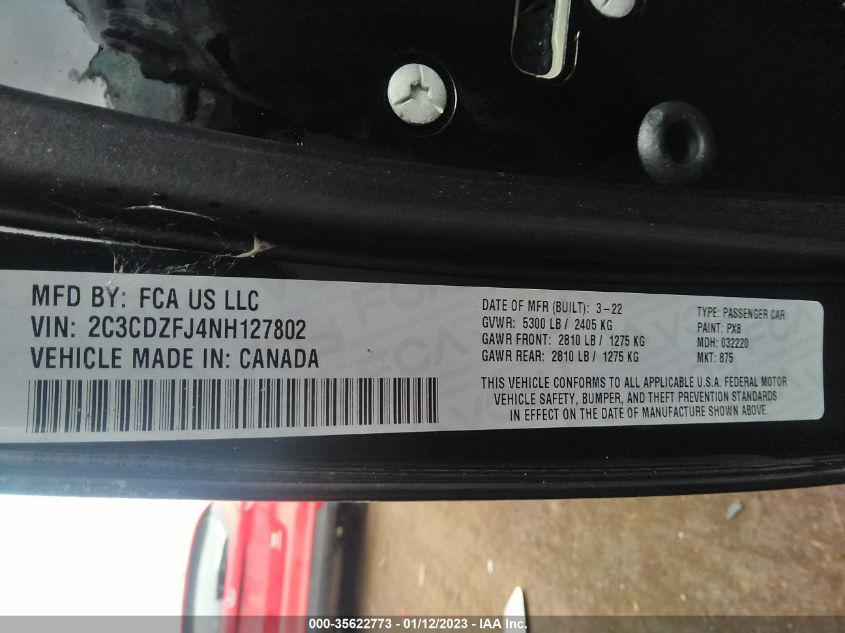 MFD BY: FCA US LLC
VIN: 2C3CDZFJ4NH127802
VEHICLE MADE IN: CANADA
DATE OF MFR (BUILT): 3-22
GVWR: 5300 LB / 2405 KG
GAWR FRONT: 2810 LB / 1275 KG
GAWR REAR: 2810 LB / 1275 KG
TYPE: PASSENGER CAR
PAINT: PX8
MDH: 032220
MKT: 875
THIS VEHICLE CONFORMS TO ALL APPLICABLE U.S.A. FEDERAL MOTOR
VEHICLE SAFETY, BUMPER, AND THEFT PREVENTION STANDARDS
IN EFFECT ON THE DATE OF MANUFACTURE SHOWN ABOVE.
000-35622773 - 01/12/2023 - IAA Inc.